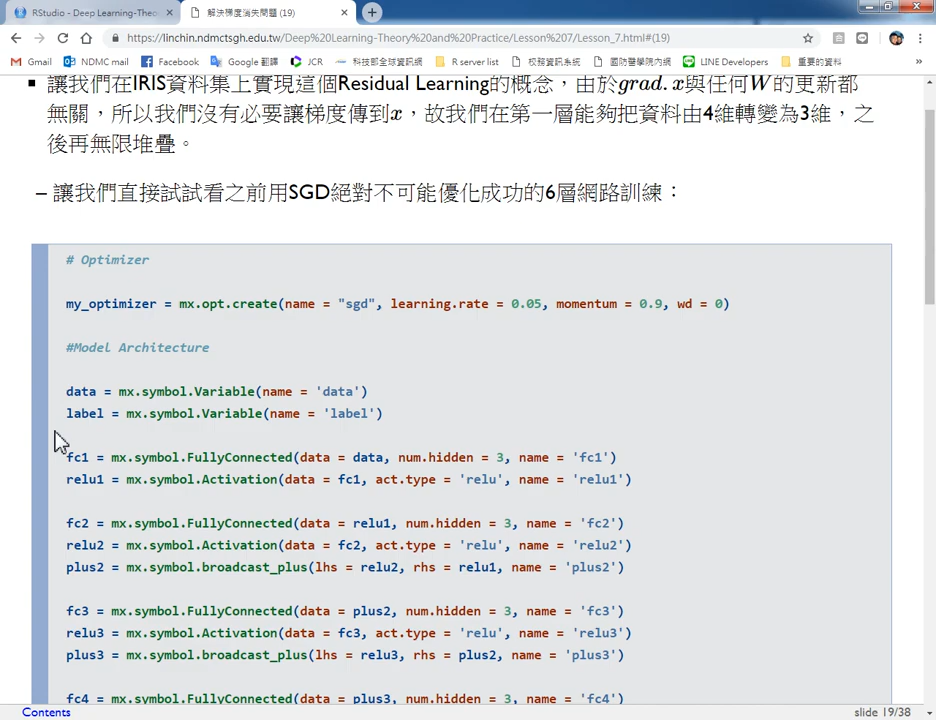 RStudio - Deep Learning-Theo
解決梯度消失問題 (19)
https://linchin.ndmctsgh.edu.tw/Deep%20Learning-Theory%20and%20Practice/Lesson%207/Lesson_7.html#(19)
Gmail NDMC mail Facebook Google 翻譯 JCR 科技部全球資訊網 R server list 校務資訊系統 國防醫學院內網 LINE Developers 重要的資料 »
讓我們在IRIS資料集上實現這個Residual Learning的概念，由於grad.x與任何W的更新都
無關，所以我們沒有必要讓梯度傳到x，故我們在第一層能夠把資料由4維轉變為3維，之
後再無限堆疊。
– 讓我們直接試試看之前用SGD絕對不可能優化成功的6層網路訓練：
# Optimizer
my_optimizer = mx.opt.create(name = "sgd", learning.rate = 0.05, momentum = 0.9, wd = 0)
#Model Architecture
data = mx.symbol.Variable(name = 'data')
label = mx.symbol.Variable(name = 'label')
fc1 = mx.symbol.FullyConnected(data = data, num.hidden = 3, name = 'fc1')
relu1 = mx.symbol.Activation(data = fc1, act.type = 'relu', name = 'relu1')
fc2 = mx.symbol.FullyConnected(data = relu1, num.hidden = 3, name = 'fc2')
relu2 = mx.symbol.Activation(data = fc2, act.type = 'relu', name = 'relu2')
plus2 = mx.symbol.broadcast_plus(lhs = relu2, rhs = relu1, name = 'plus2')
fc3 = mx.symbol.FullyConnected(data = plus2, num.hidden = 3, name = 'fc3')
relu3 = mx.symbol.Activation(data = fc3, act.type = 'relu', name = 'relu3')
plus3 = mx.symbol.broadcast_plus(lhs = relu3, rhs = plus2, name = 'plus3')
fc4 = mx.symbol.FullyConnected(data = plus3, num.hidden = 3, name = 'fc4')
Contents
slide 19/38